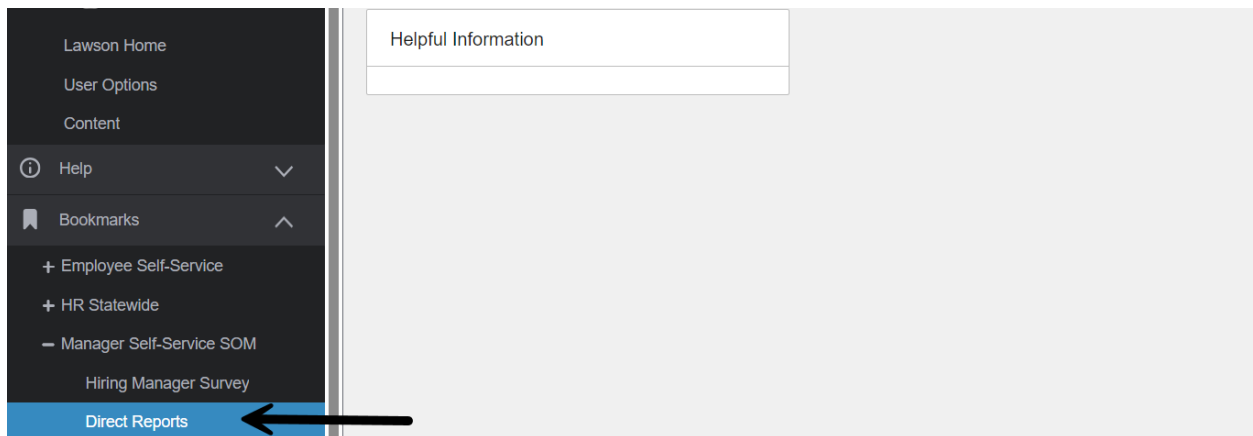 Lawson Home
User Options
Content
Help
Bookmarks
+ Employee Self-Service
+ HR Statewide
– Manager Self-Service SOM
Hiring Manager Survey
Direct Reports
Helpful Information